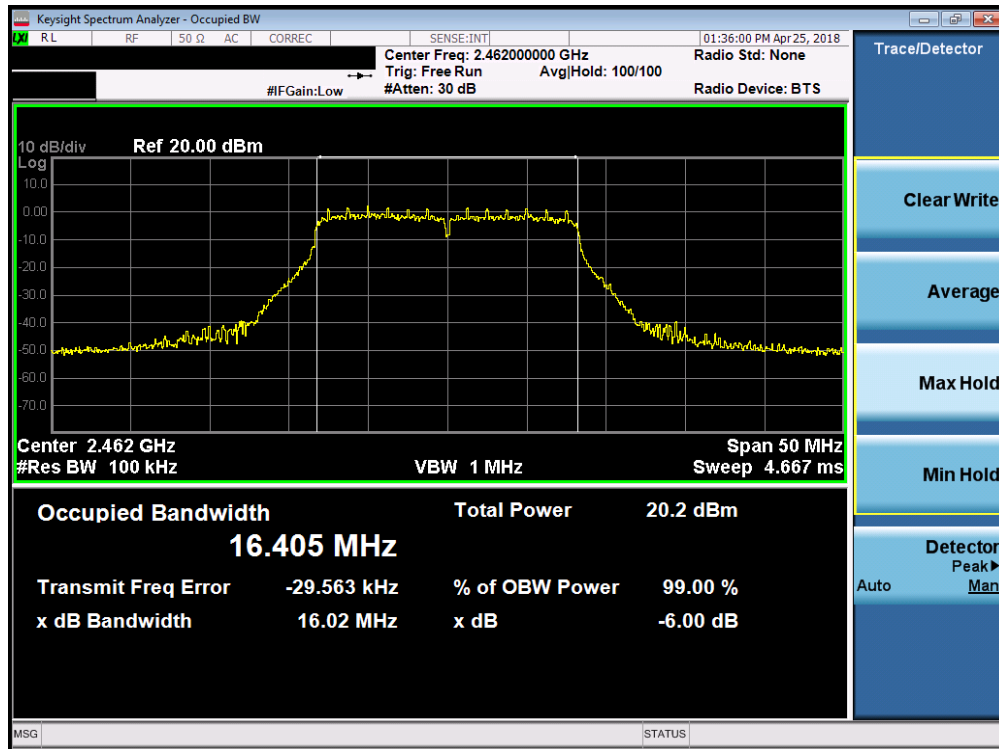 Keysight Spectrum Analyzer - Occupied BW
LXI RL RF 50 Ω AC CORREC SENSE:INT 01:36:00 PM Apr 25, 2018
Center Freq: 2.462000000 GHz Radio Std: None
Trig: Free Run Avg|Hold: 100/100
#IFGain:Low #Atten: 30 dB Radio Device: BTS
Trace/Detector
10 dB/div Ref 20.00 dBm
Log
10.0
0.00
-10.0
-20.0
-30.0
-40.0
-50.0
-60.0
-70.0
Center 2.462 GHz Span 50 MHz
#Res BW 100 kHz VBW 1 MHz Sweep 4.667 ms
Occupied Bandwidth Total Power 20.2 dBm
16.405 MHz
Transmit Freq Error -29.563 kHz % of OBW Power 99.00 %
x dB Bandwidth 16.02 MHz x dB -6.00 dB
Clear Write
Average
Max Hold
Min Hold
Detector
Peak▶
Auto Man
MSG STATUS